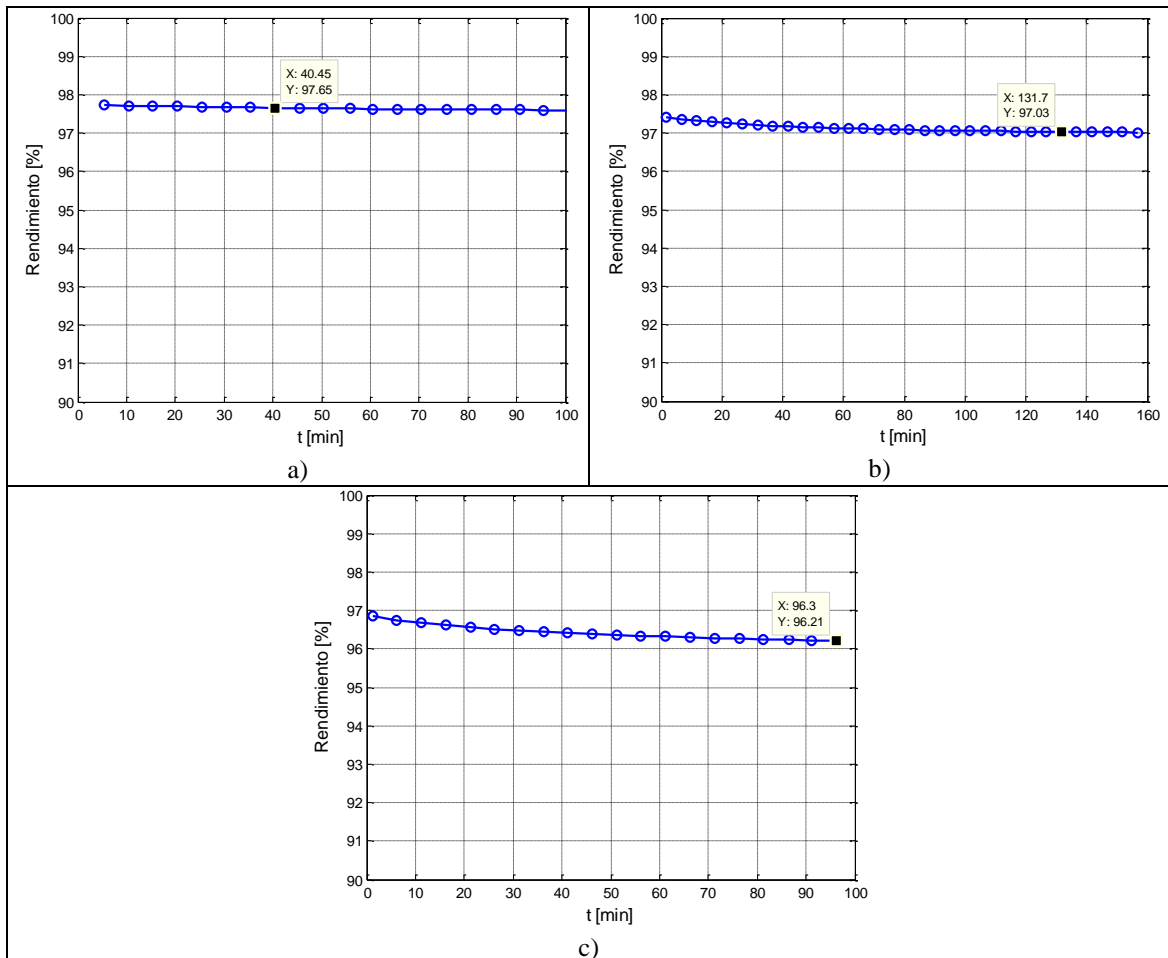 100
99
98
97
96
95
94
93
92
91
90
Rendimiento [%]
X: 40.45
Y: 97.65
0 10 20 30 40 50 60 70 80 90 100
t [min]
a)
100
99
98
97
96
95
94
93
92
91
90
Rendimiento [%]
X: 131.7
Y: 97.03
0 20 40 60 80 100 120 140 160
t [min]
b)
100
99
98
97
96
95
94
93
92
91
90
Rendimiento [%]
X: 96.3
Y: 96.21
0 10 20 30 40 50 60 70 80 90 100
t [min]
c)